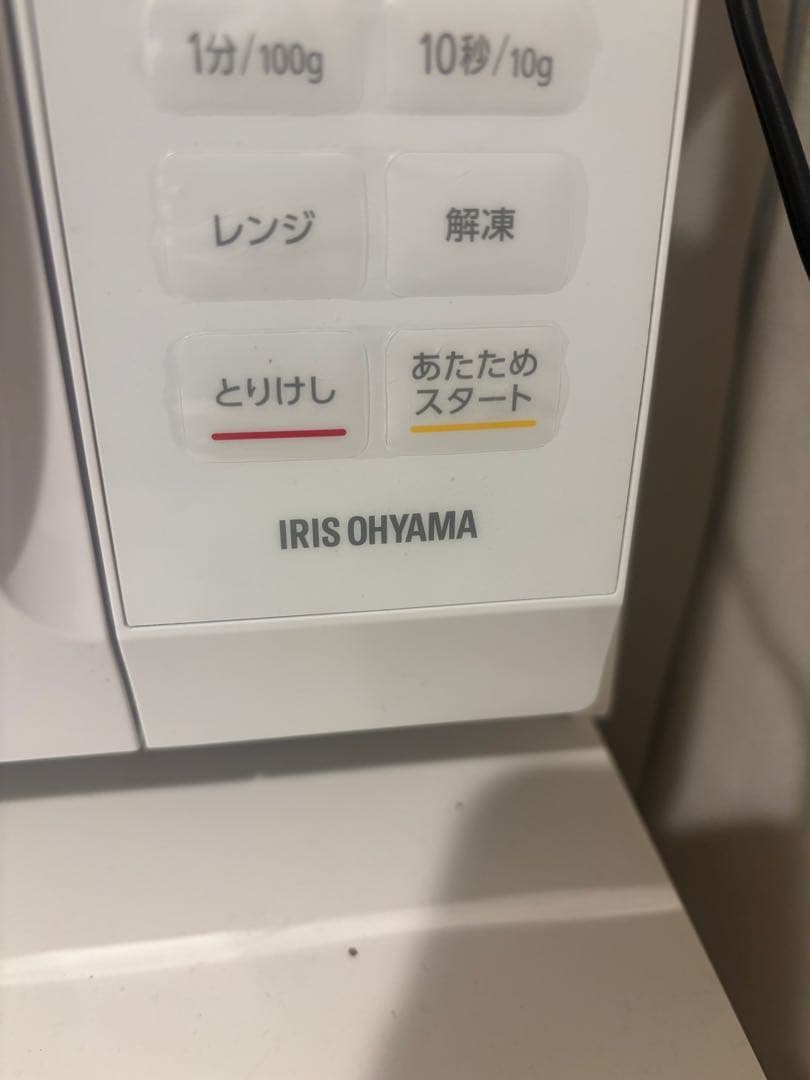 1分/100g 10秒/10g
レンジ 解凍
とりけし あたため
スタート
IRIS OHYAMA